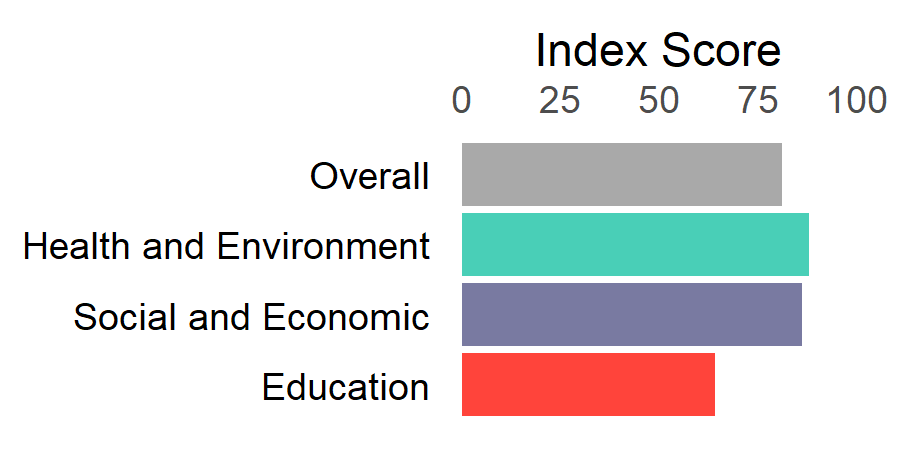 Index Score
0 25 50 75 100
Overall
Health and Environment
Social and Economic
Education